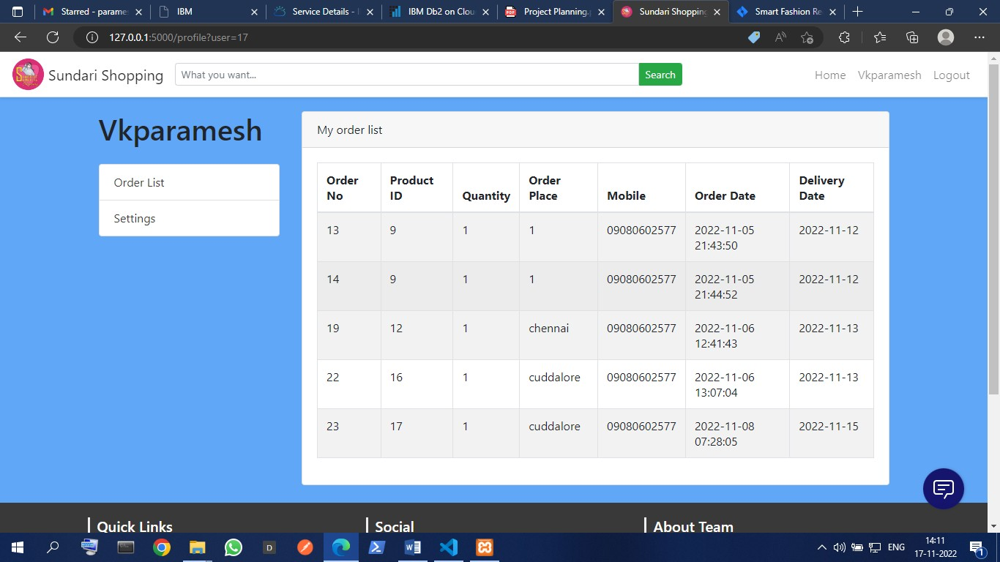 Starred - parame
IBM
Service Details -
IBM Db2 on Clou
Project Planning.
Sundari Shopping
Smart Fashion Re
127.0.0.1:5000/profile?user=17
Sundari Shopping
What you want...
Search
Home
Vkparamesh
Logout
Vkparamesh
Order List
Settings
My order list
Order No Product ID Quantity Order Place Mobile Order Date Delivery Date
13 9 1 1 09080602577 2022-11-05 21:43:50 2022-11-12
14 9 1 1 09080602577 2022-11-05 21:44:52 2022-11-12
19 12 1 chennai 09080602577 2022-11-06 12:41:43 2022-11-13
22 16 1 cuddalore 09080602577 2022-11-06 13:07:04 2022-11-13
23 17 1 cuddalore 09080602577 2022-11-08 07:28:05 2022-11-15
Quick Links
Social
About Team
ENG
14:11
17-11-2022
1